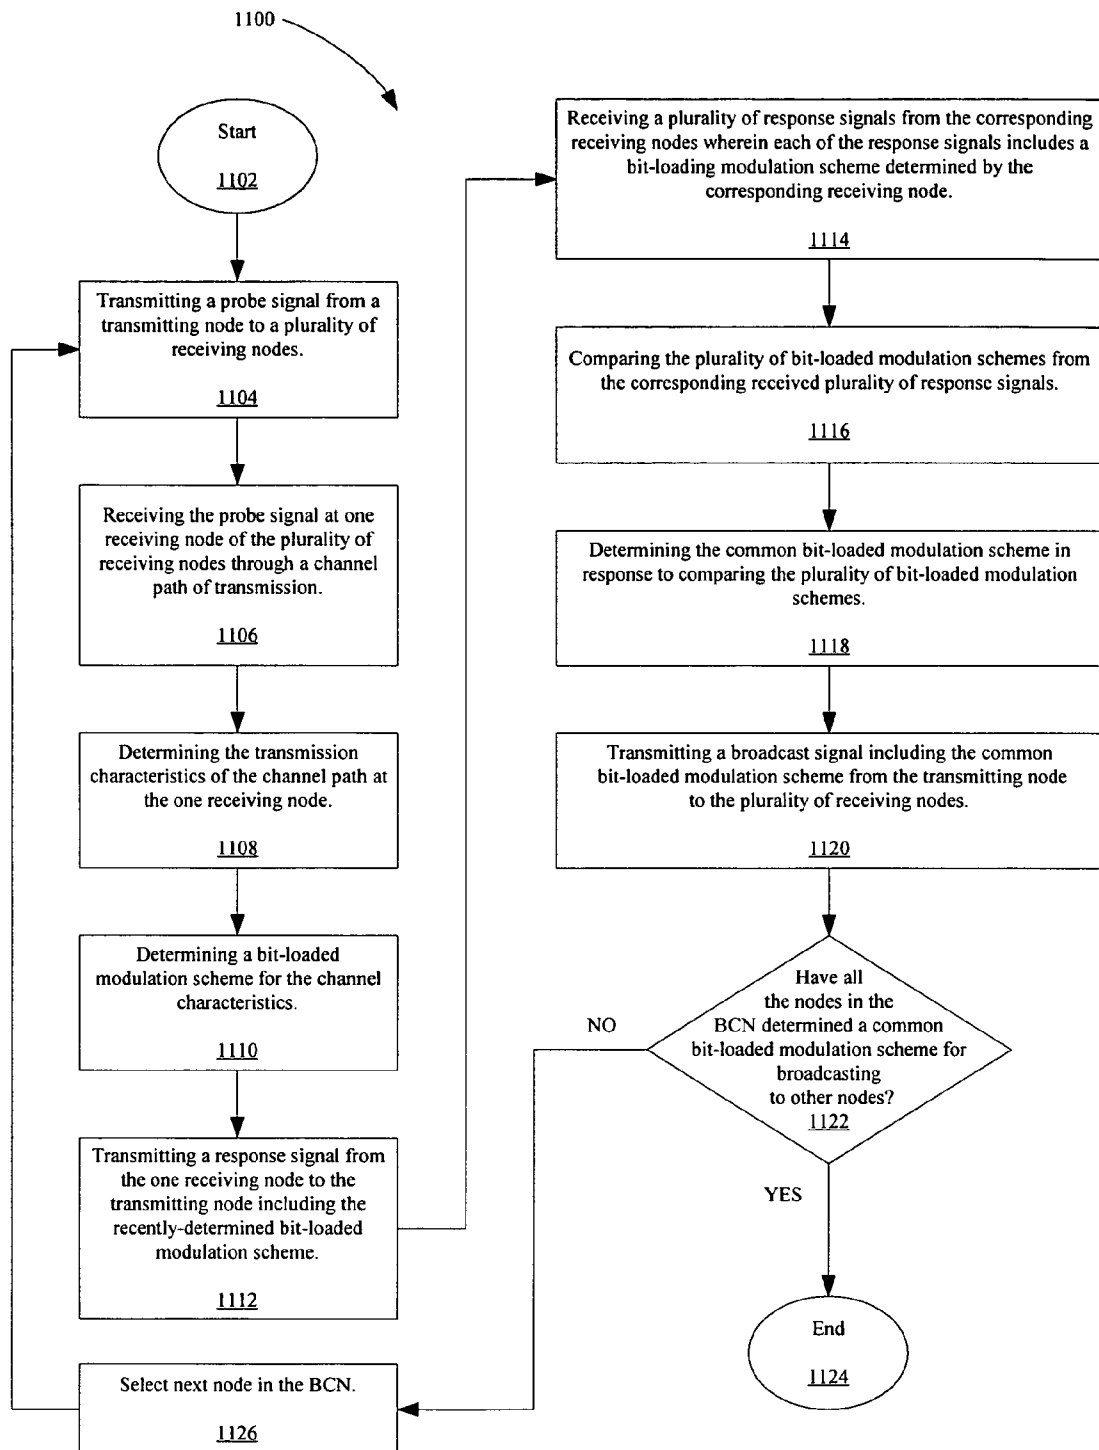 1100
Start
1102
Transmitting a probe signal from a
transmitting node to a plurality of
receiving nodes.
1104
Receiving the probe signal at one
receiving node of the plurality of
receiving nodes through a channel
path of transmission.
1106
Determining the transmission
characteristics of the channel path at
the one receiving node.
1108
Determining a bit-loaded
modulation scheme for the channel
characteristics.
1110
Transmitting a response signal from
the one receiving node to the
transmitting node including the
recently-determined bit-loaded
modulation scheme.
1112
Receiving a plurality of response signals from the corresponding
receiving nodes wherein each of the response signals includes a
bit-loading modulation scheme determined by the
corresponding receiving node.
1114
Comparing the plurality of bit-loaded modulation schemes from
the corresponding received plurality of response signals.
1116
Determining the common bit-loaded modulation scheme in
response to comparing the plurality of bit-loaded modulation
schemes.
1118
Transmitting a broadcast signal including the common
bit-loaded modulation scheme from the transmitting node
to the plurality of receiving nodes.
1120
Have all
the nodes in the
BCN determined a common
bit-loaded modulation scheme for
broadcasting
to other nodes?
1122
NO
YES
End
1124
Select next node in the BCN.
1126